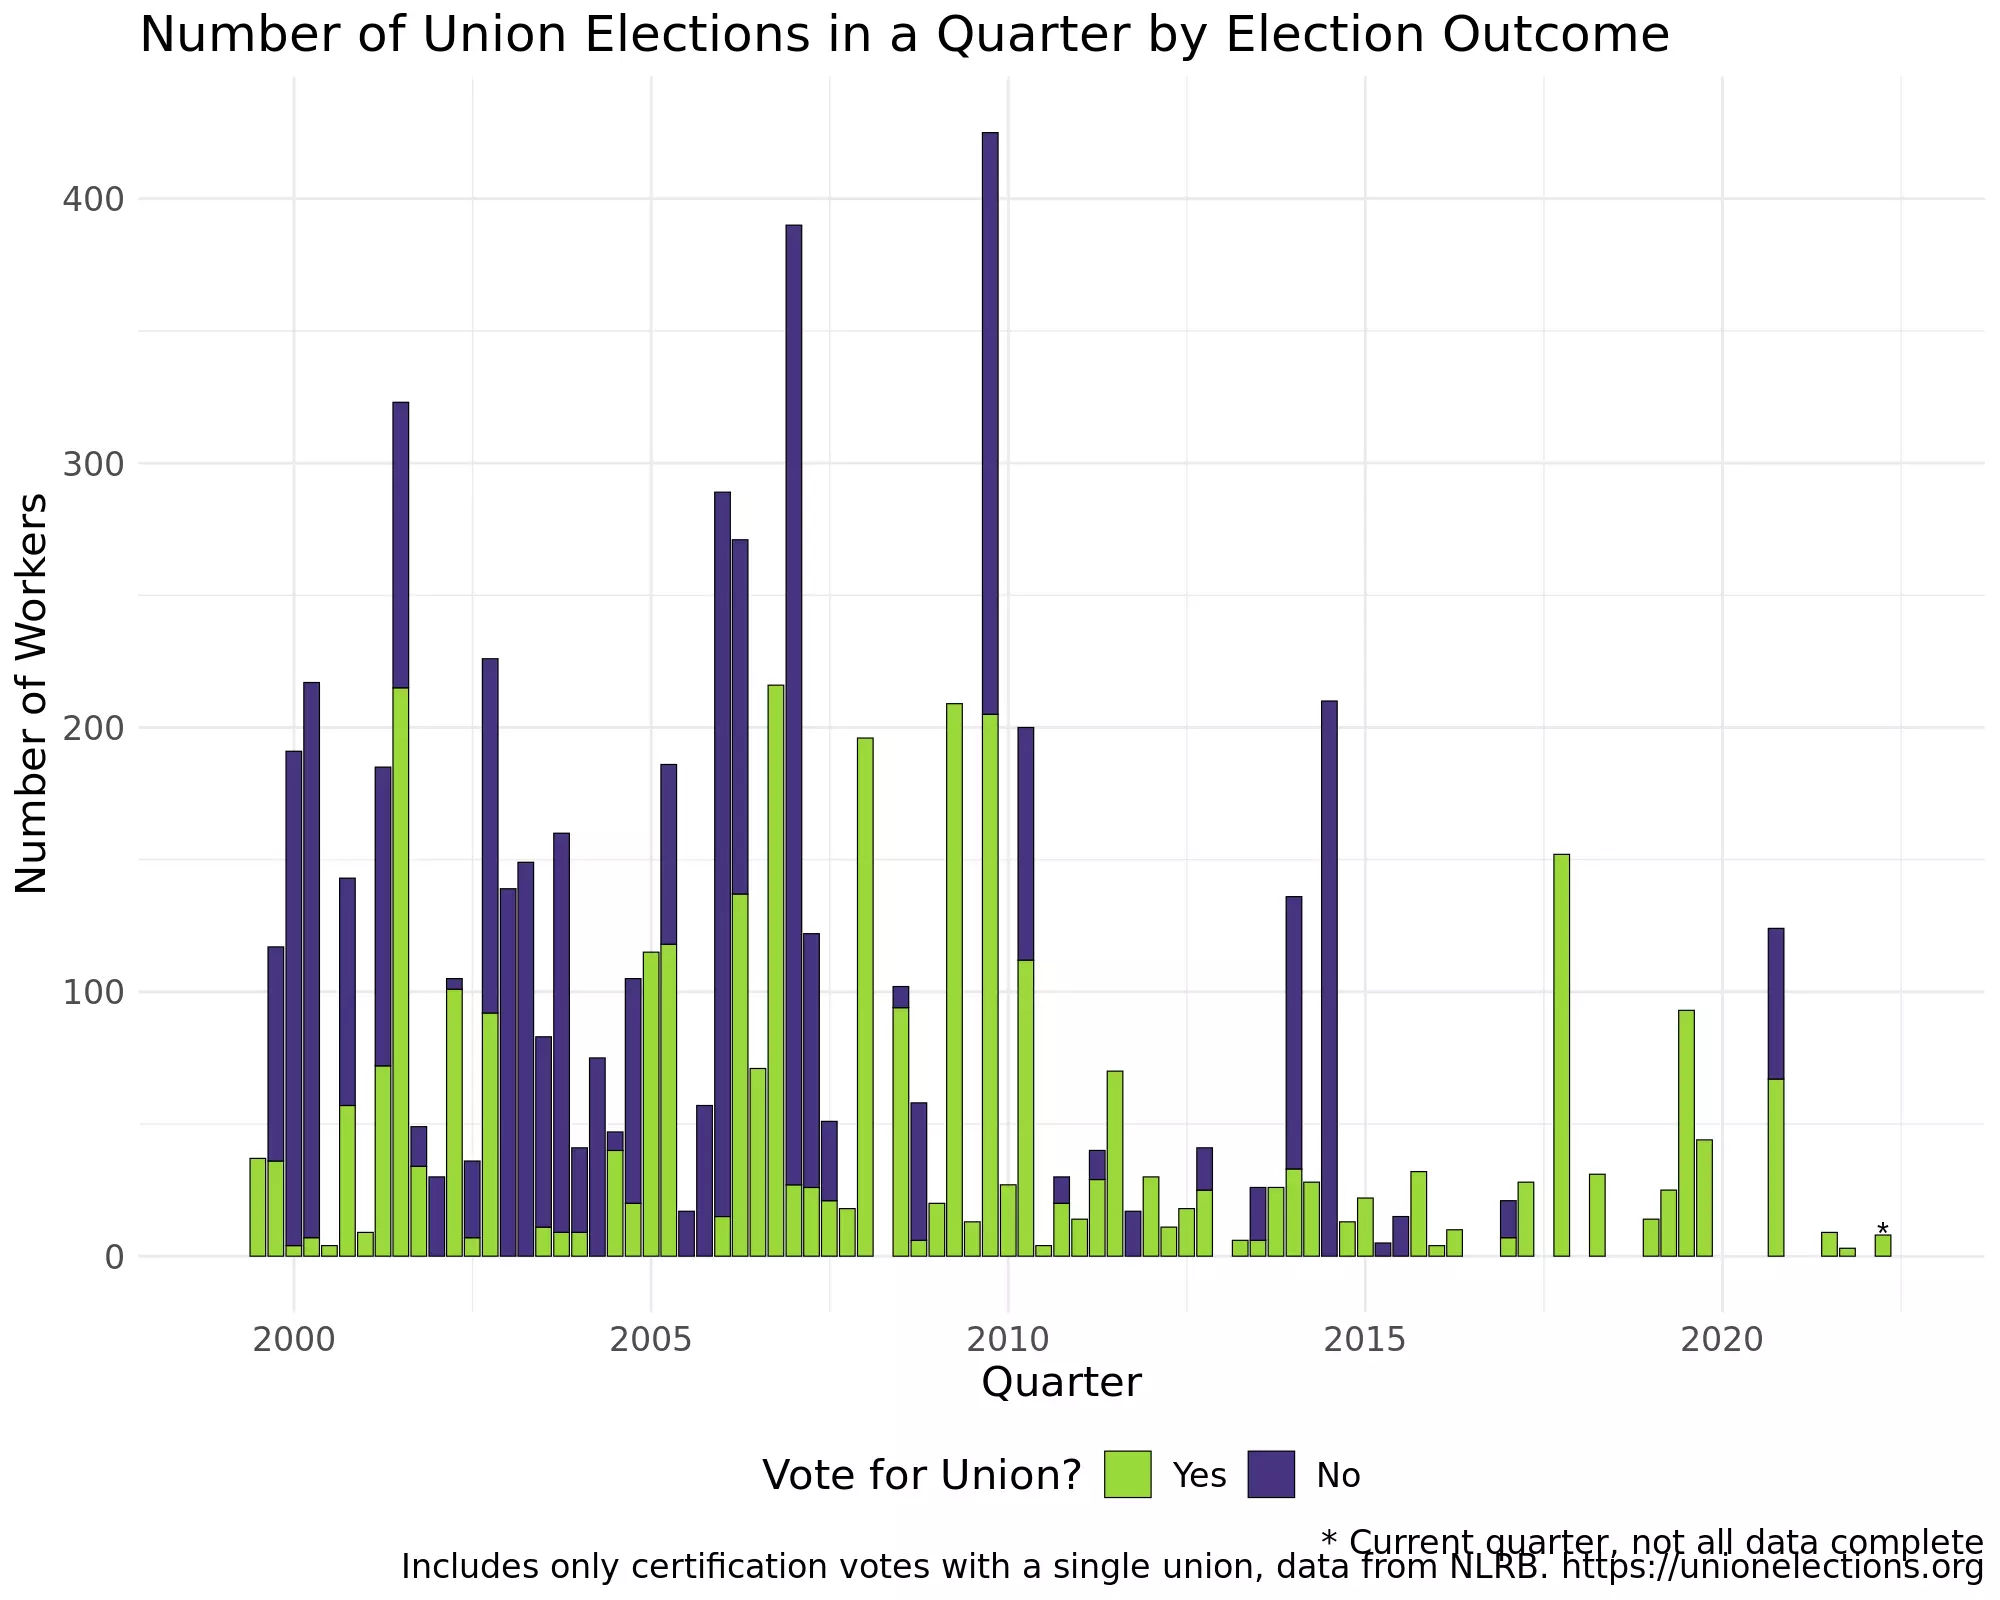 Number of Union Elections in a Quarter by Election Outcome
Number of Workers
400
300
200
100
0
*
2000 2005 2010 2015 2020
Quarter
Vote for Union? Yes No
* Current quarter, not all data complete
Includes only certification votes with a single union, data from NLRB. https://unionelections.org